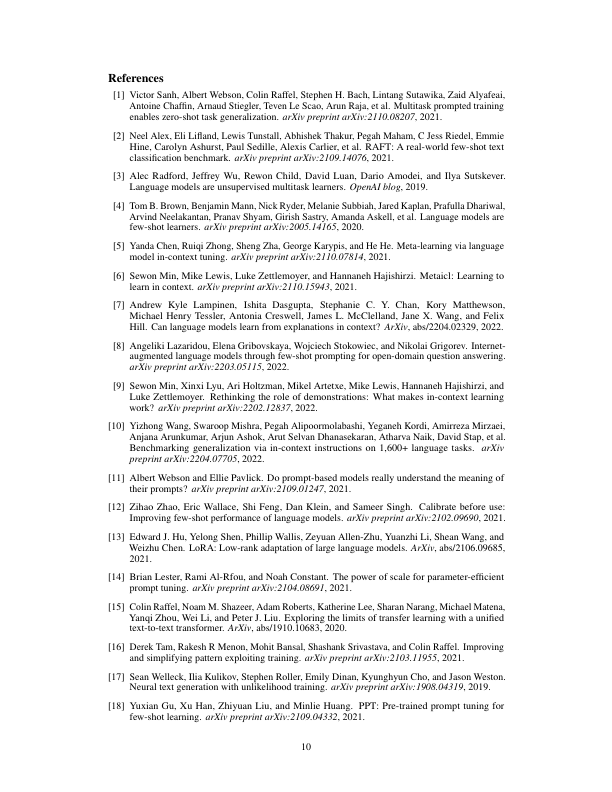 References
[1] Victor Sanh, Albert Webson, Colin Raffel, Stephen H. Bach, Lintang Sutawika, Zaid Alyafeai,
Antoine Chaffin, Arnaud Stiegler, Teven Le Scao, Arun Raja, et al. Multitask prompted training
enables zero-shot task generalization. arXiv preprint arXiv:2110.08207, 2021.
[2] Neel Alex, Eli Lifland, Lewis Tunstall, Abhishek Thakur, Pegah Maham, C Jess Riedel, Emmie
Hine, Carolyn Ashurst, Paul Sedille, Alexis Carlier, et al. RAFT: A real-world few-shot text
classification benchmark. arXiv preprint arXiv:2109.14076, 2021.
[3] Alec Radford, Jeffrey Wu, Rewon Child, David Luan, Dario Amodei, and Ilya Sutskever.
Language models are unsupervised multitask learners. OpenAI blog, 2019.
[4] Tom B. Brown, Benjamin Mann, Nick Ryder, Melanie Subbiah, Jared Kaplan, Prafulla Dhariwal,
Arvind Neelakantan, Pranav Shyam, Girish Sastry, Amanda Askell, et al. Language models are
few-shot learners. arXiv preprint arXiv:2005.14165, 2020.
[5] Yanda Chen, Ruiqi Zhong, Sheng Zha, George Karypis, and He He. Meta-learning via language
model in-context tuning. arXiv preprint arXiv:2110.07814, 2021.
[6] Sewon Min, Mike Lewis, Luke Zettlemoyer, and Hannaneh Hajishirzi. Metaicl: Learning to
learn in context. arXiv preprint arXiv:2110.15943, 2021.
[7] Andrew Kyle Lampinen, Ishita Dasgupta, Stephanie C. Y. Chan, Kory Matthewson,
Michael Henry Tessler, Antonia Creswell, James L. McClelland, Jane X. Wang, and Felix
Hill. Can language models learn from explanations in context? ArXiv, abs/2204.02329, 2022.
[8] Angeliki Lazaridou, Elena Gribovskaya, Wojciech Stokowiec, and Nikolai Grigorev. Internet-
augmented language models through few-shot prompting for open-domain question answering.
arXiv preprint arXiv:2203.05115, 2022.
[9] Sewon Min, Xinxi Lyu, Ari Holtzman, Mikel Artetxe, Mike Lewis, Hannaneh Hajishirzi, and
Luke Zettlemoyer. Rethinking the role of demonstrations: What makes in-context learning
work? arXiv preprint arXiv:2202.12837, 2022.
[10] Yizhong Wang, Swaroop Mishra, Pegah Alipoormolabashi, Yeganeh Kordi, Amirreza Mirzaei,
Anjana Arunkumar, Arjun Ashok, Arut Selvan Dhanasekaran, Atharva Naik, David Stap, et al.
Benchmarking generalization via in-context instructions on 1,600+ language tasks. arXiv
preprint arXiv:2204.07705, 2022.
[11] Albert Webson and Ellie Pavlick. Do prompt-based models really understand the meaning of
their prompts? arXiv preprint arXiv:2109.01247, 2021.
[12] Zihao Zhao, Eric Wallace, Shi Feng, Dan Klein, and Sameer Singh. Calibrate before use:
Improving few-shot performance of language models. arXiv preprint arXiv:2102.09690, 2021.
[13] Edward J. Hu, Yelong Shen, Phillip Wallis, Zeyuan Allen-Zhu, Yuanzhi Li, Shean Wang, and
Weizhu Chen. LoRA: Low-rank adaptation of large language models. ArXiv, abs/2106.09685,
2021.
[14] Brian Lester, Rami Al-Rfou, and Noah Constant. The power of scale for parameter-efficient
prompt tuning. arXiv preprint arXiv:2104.08691, 2021.
[15] Colin Raffel, Noam M. Shazeer, Adam Roberts, Katherine Lee, Sharan Narang, Michael Matena,
Yanqi Zhou, Wei Li, and Peter J. Liu. Exploring the limits of transfer learning with a unified
text-to-text transformer. ArXiv, abs/1910.10683, 2020.
[16] Derek Tam, Rakesh R Menon, Mohit Bansal, Shashank Srivastava, and Colin Raffel. Improving
and simplifying pattern exploiting training. arXiv preprint arXiv:2103.11955, 2021.
[17] Sean Welleck, Ilia Kulikov, Stephen Roller, Emily Dinan, Kyunghyun Cho, and Jason Weston.
Neural text generation with unlikelihood training. arXiv preprint arXiv:1908.04319, 2019.
[18] Yuxian Gu, Xu Han, Zhiyuan Liu, and Minlie Huang. PPT: Pre-trained prompt tuning for
few-shot learning. arXiv preprint arXiv:2109.04332, 2021.
10